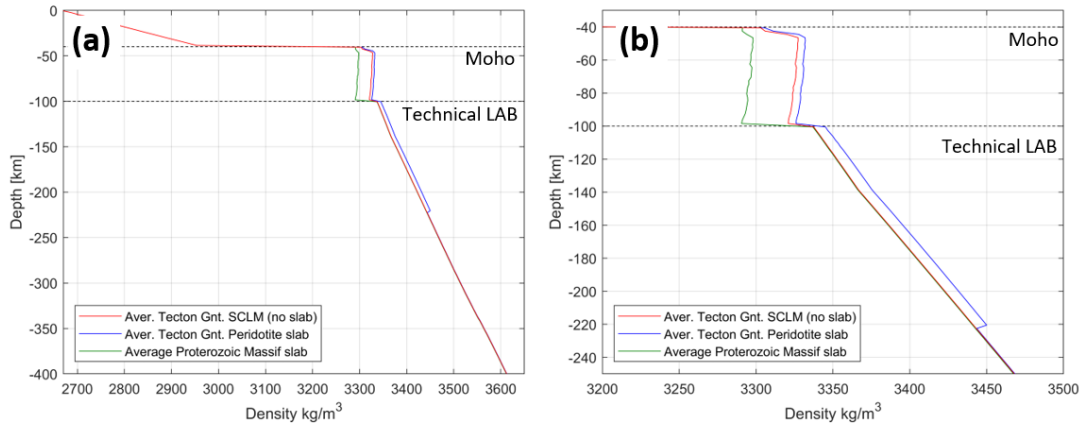 (a)
0
-50
-100
-150
-200
-250
-300
-350
-400
Depth [km]
Moho
Technical LAB
Aver. Tecton Gnt. SCLM (no slab)
Aver. Tecton Gnt. Peridotite slab
Average Proterozoic Massif slab
2700 2800 2900 3000 3100 3200 3300 3400 3500 3600
Density kg/m³
(b)
-40
-60
-80
-100
-120
-140
-160
-180
-200
-220
-240
Depth [km]
Moho
Technical LAB
Aver. Tecton Gnt. SCLM (no slab)
Aver. Tecton Gnt. Peridotite slab
Average Proterozoic Massif slab
3200 3250 3300 3350 3400 3450 3500
Density kg/m³